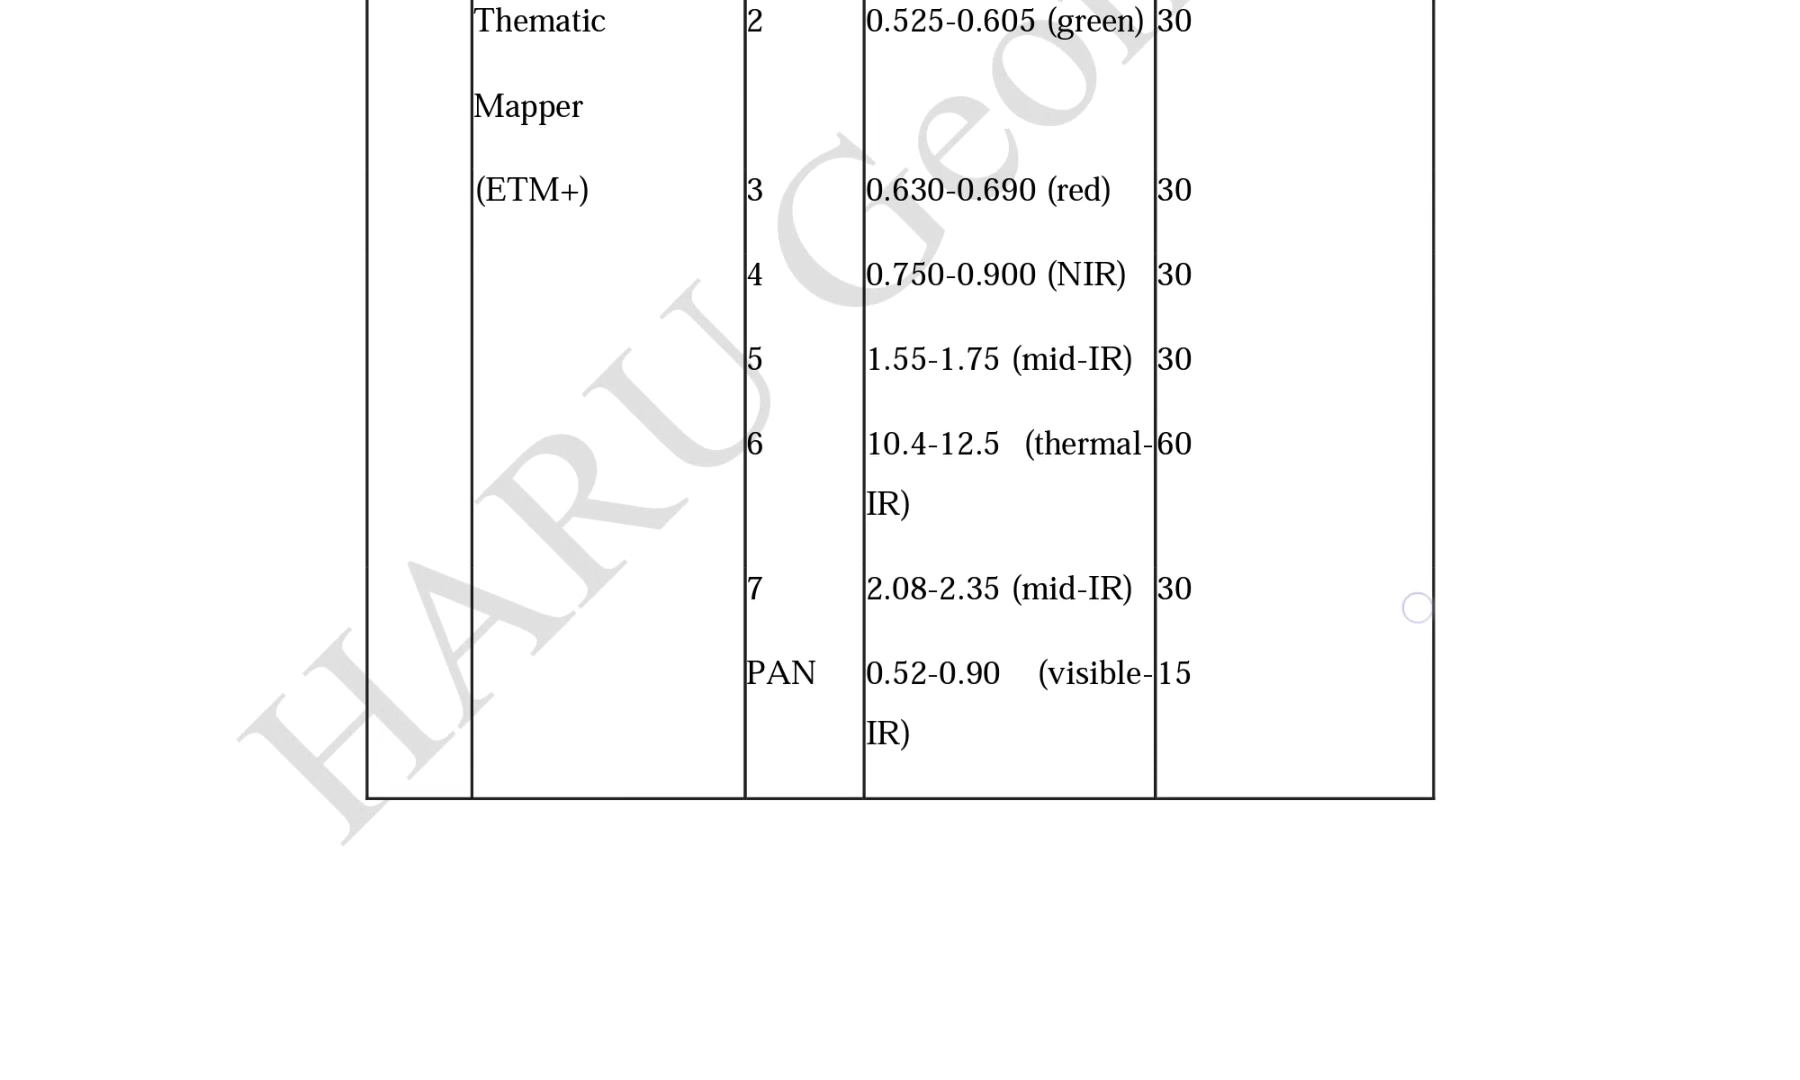 Thematic 2 0.525-0.605 (green) 30
Mapper
(ETM+) 3 0.630-0.690 (red) 30
4 0.750-0.900 (NIR) 30
5 1.55-1.75 (mid-IR) 30
6 10.4-12.5 (thermal- 60
IR)
7 2.08-2.35 (mid-IR) 30
PAN 0.52-0.90 (visible- 15
IR)
HARU